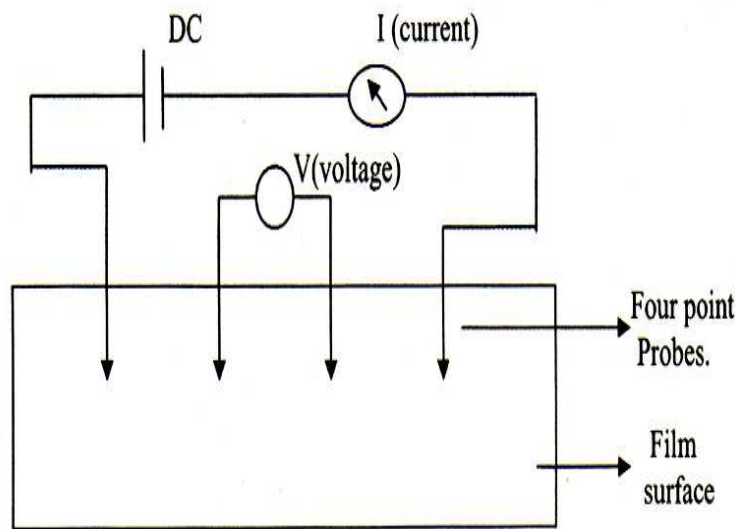 DC
I (current)
V(voltage)
Four point
Probes.
Film
surface